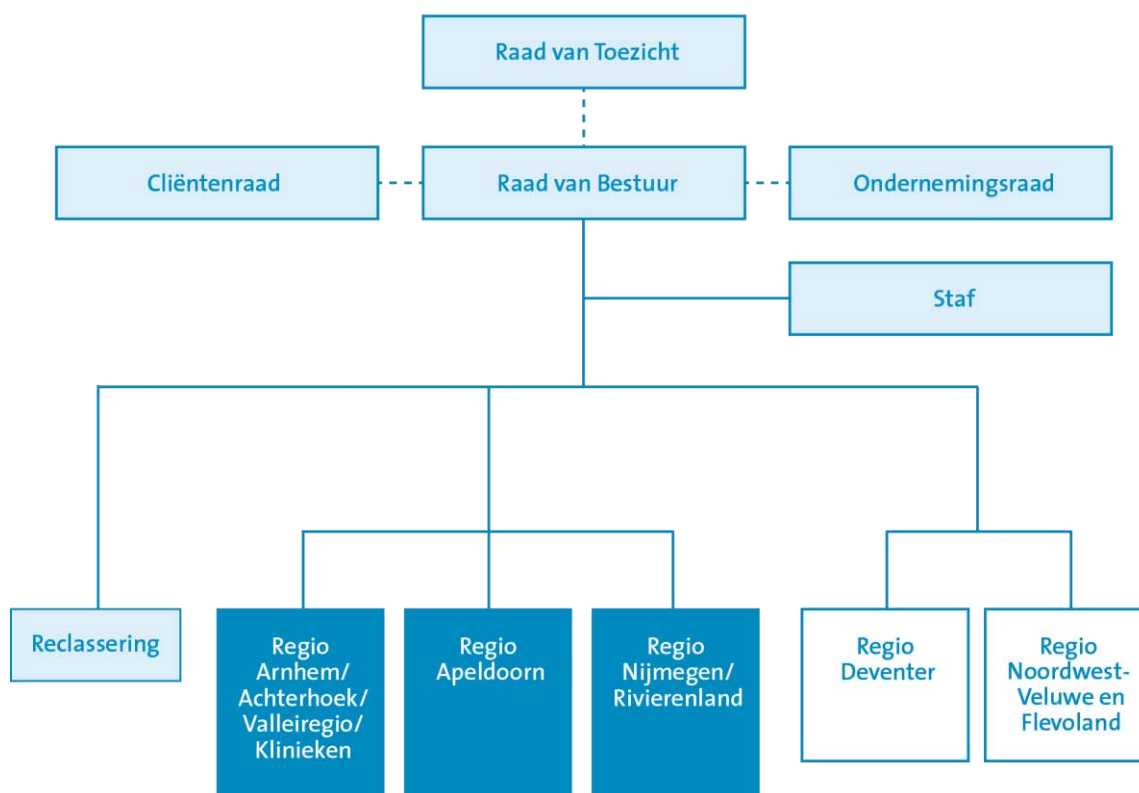 Raad van Toezicht
Cliëntenraad
Raad van Bestuur
Ondernemingsraad
Staf
Reclassering
Regio
Arnhem/
Achterhoek/
Valleiregio/
Klinieken
Regio
Apeldoorn
Regio
Nijmegen/
Rivierenland
Regio
Deventer
Regio
Noordwest-
Veluwe en
Flevoland